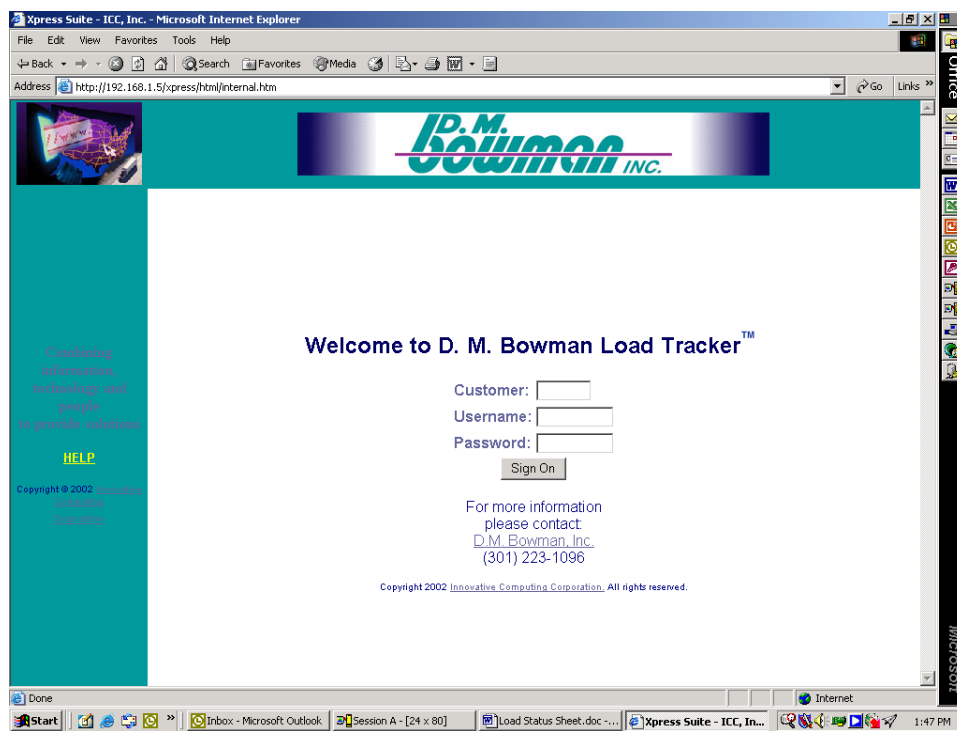 Xpress Suite - ICC, Inc. - Microsoft Internet Explorer
File Edit View Favorites Tools Help
Back Search Favorites Media
Address http://192.168.1.5/xpress/html/internal.htm Go Links »
Office
D. M.
Bowman INC.
Welcome to D. M. Bowman Load Tracker™
Customer:
Username:
Password:
Sign On
For more information
please contact:
D.M. Bowman, Inc.
(301) 223-1096
Copyright 2002 Innovative Computing Corporation. All rights reserved.
Combining
information,
technology and
people
to provide solutions
HELP
Copyright © 2002
Microsoft
Done Internet
Start » Inbox - Microsoft Outlook Session A - [24 x 80] Load Status Sheet.doc -... Xpress Suite - ICC, In... 1:47 PM